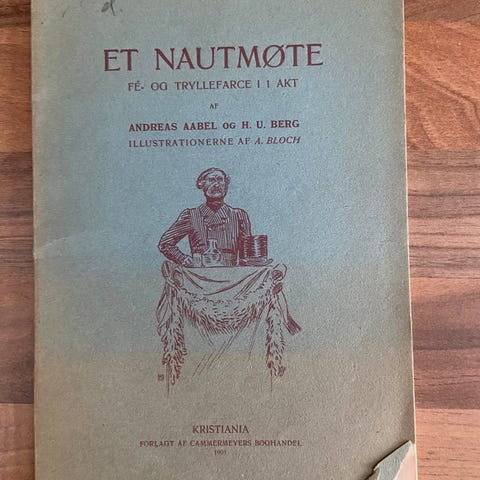 d.
ET NAUTMØTE
FÉ- OG TRYLLEFARCE I 1 AKT
AF
ANDREAS AABEL OG H. U. BERG
ILLUSTRATIONERNE AF A. BLOCH
KRISTIANIA
FORLAGT AF CAMMERMEYERS BOGHANDEL
1901